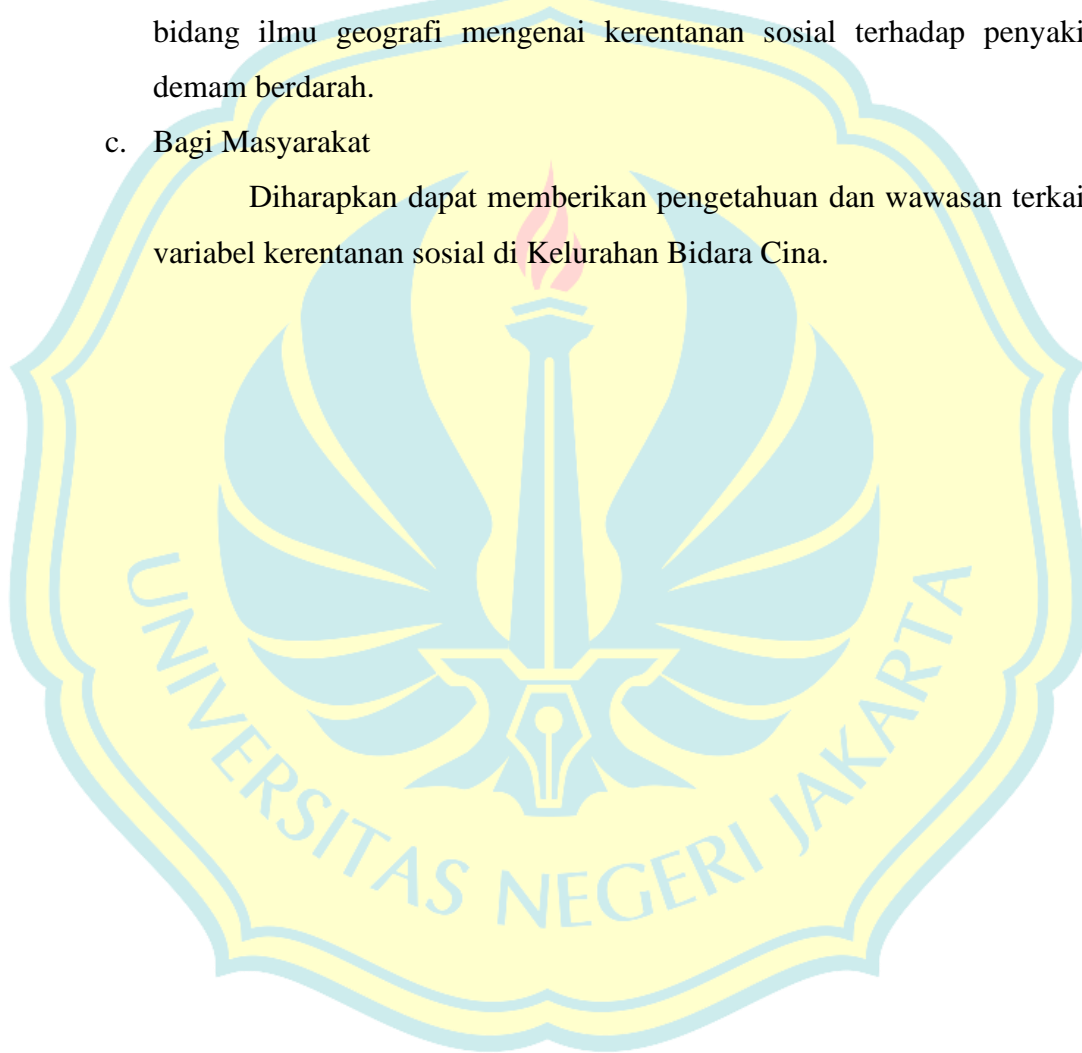 bidang ilmu geografi mengenai kerentanan sosial terhadap penyaki
demam berdarah.
c. Bagi Masyarakat
Diharapkan dapat memberikan pengetahuan dan wawasan terkai
variabel kerentanan sosial di Kelurahan Bidara Cina.
UNIVERSITAS NEGERI JAKARTA